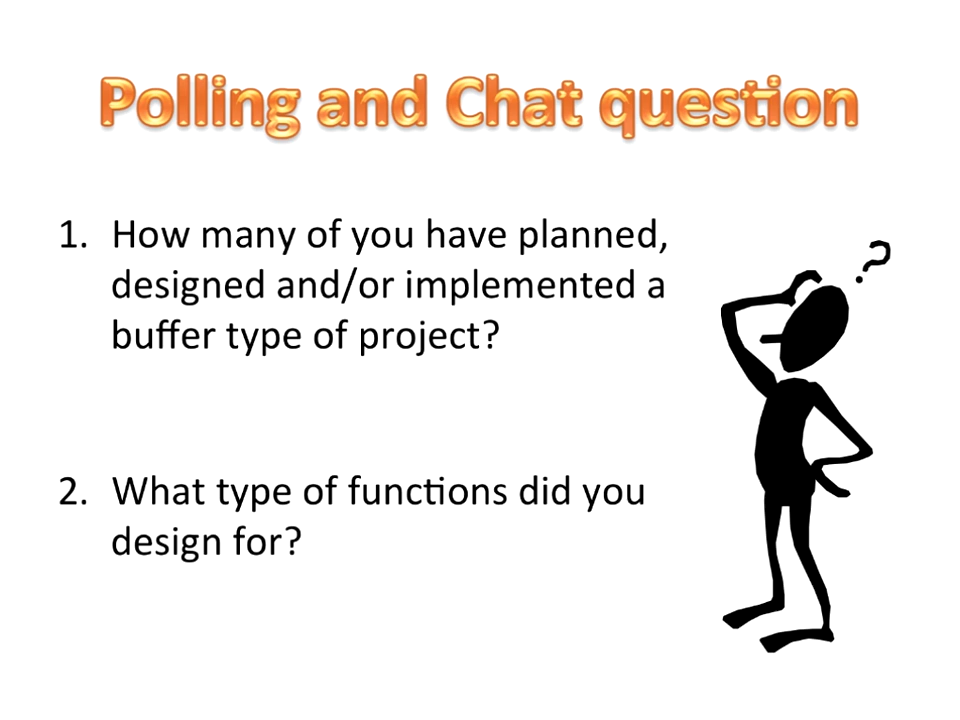 Polling and Chat question
1. How many of you have planned,
designed and/or implemented a
buffer type of project?
2. What type of functions did you
design for?
?